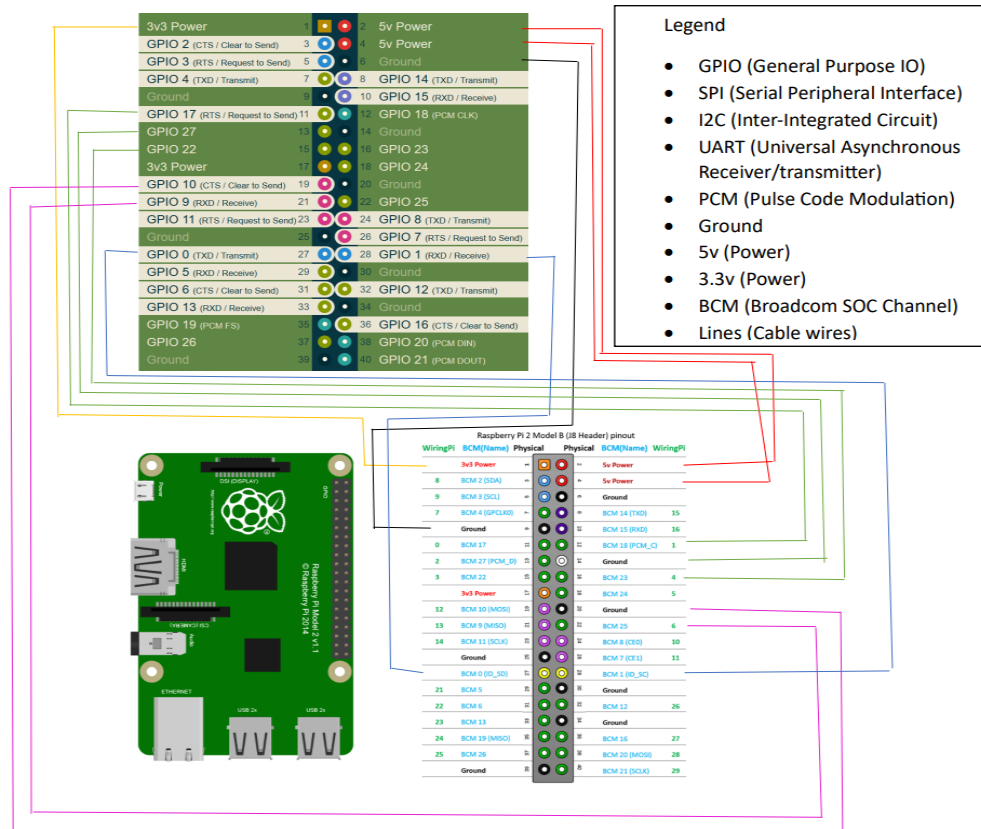 3v3 Power 1 2 5v Power
GPIO 2 (CTS / Clear to Send) 3 4 5v Power
GPIO 3 (RTS / Request to Send) 5 6 Ground
GPIO 4 (TXD / Transmit) 7 8 GPIO 14 (TXD / Transmit)
Ground 9 10 GPIO 15 (RXD / Receive)
GPIO 17 (RTS / Request to Send) 11 12 GPIO 18 (PCM CLK)
GPIO 27 13 14 Ground
GPIO 22 15 16 GPIO 23
3v3 Power 17 18 GPIO 24
GPIO 10 (CTS / Clear to Send) 19 20 Ground
GPIO 9 (RXD / Receive) 21 22 GPIO 25
GPIO 11 (RTS / Request to Send) 23 24 GPIO 8 (TXD / Transmit)
Ground 25 26 GPIO 7 (RTS / Request to Send)
GPIO 0 (TXD / Transmit) 27 28 GPIO 1 (RXD / Receive)
GPIO 5 (RXD / Receive) 29 30 Ground
GPIO 6 (CTS / Clear to Send) 31 32 GPIO 12 (TXD / Transmit)
GPIO 13 (RXD / Receive) 33 34 Ground
GPIO 19 (PCM FS) 35 36 GPIO 16 (CTS / Clear to Send)
GPIO 26 37 38 GPIO 20 (PCM DIN)
Ground 39 40 GPIO 21 (PCM DOUT)
Legend
• GPIO (General Purpose IO)
• SPI (Serial Peripheral Interface)
• I2C (Inter-Integrated Circuit)
• UART (Universal Asynchronous
Receiver/transmitter)
• PCM (Pulse Code Modulation)
• Ground
• 5v (Power)
• 3.3v (Power)
• BCM (Broadcom SOC Channel)
• Lines (Cable wires)
DSI (DISPLAY)
Power
GPIO
HDMI
Raspberry Pi Model 2 v1.1
© Raspberry Pi 2014
CSI (CAMERA)
Audio
ETHERNET
USB 2x
USB 2x
Raspberry Pi 2 Model B (J8 Header) pinout
WiringPi BCM(Name) Physical Physical BCM(Name) WiringPi
3v3 Power 1 2 5v Power
8 BCM 2 (SDA) 4 5v Power
9 BCM 3 (SCL) 6 Ground
7 BCM 4 (GPCLK0) 7 8 BCM 14 (TXD) 15
Ground 10 BCM 15 (RXD) 16
0 BCM 17 11 12 BCM 18 (PCM_C) 1
2 BCM 27 (PCM_D) 14 Ground
3 BCM 22 BCM 23 4
3v3 Power BCM 24 5
12 BCM 10 (MOSI) Ground
13 BCM 9 (MISO) BCM 25 6
14 BCM 11 (SCLK) BCM 8 (CE0) 10
Ground BCM 7 (CE1) 11
BCM 0 (ID_SD) BCM 1 (ID_SC)
21 BCM 5 Ground
22 BCM 6 BCM 12 26
23 BCM 13 Ground
24 BCM 19 (MISO) BCM 16 27
25 BCM 26 BCM 20 (MOSI) 28
Ground 40 BCM 21 (SCLK) 29